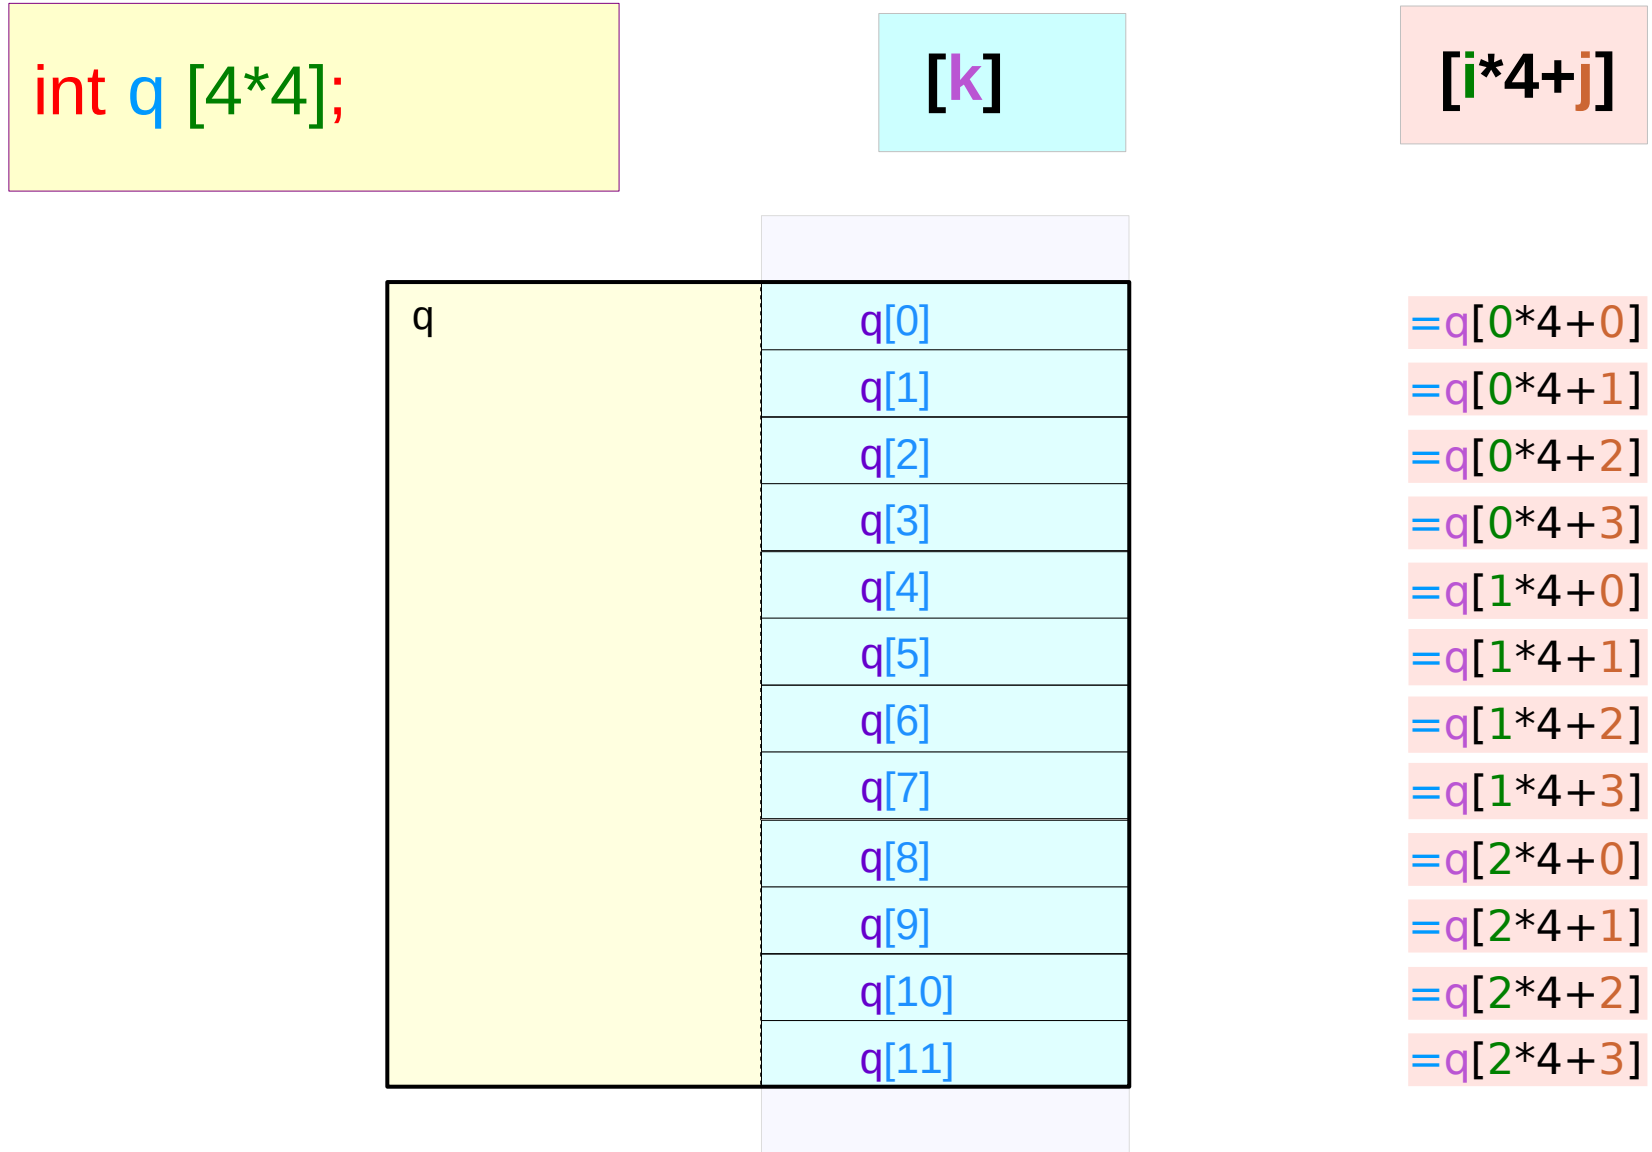 int q [4*4];
[k]
[i*4+j]
q
q[0] =q[0*4+0]
q[1] =q[0*4+1]
q[2] =q[0*4+2]
q[3] =q[0*4+3]
q[4] =q[1*4+0]
q[5] =q[1*4+1]
q[6] =q[1*4+2]
q[7] =q[1*4+3]
q[8] =q[2*4+0]
q[9] =q[2*4+1]
q[10] =q[2*4+2]
q[11] =q[2*4+3]